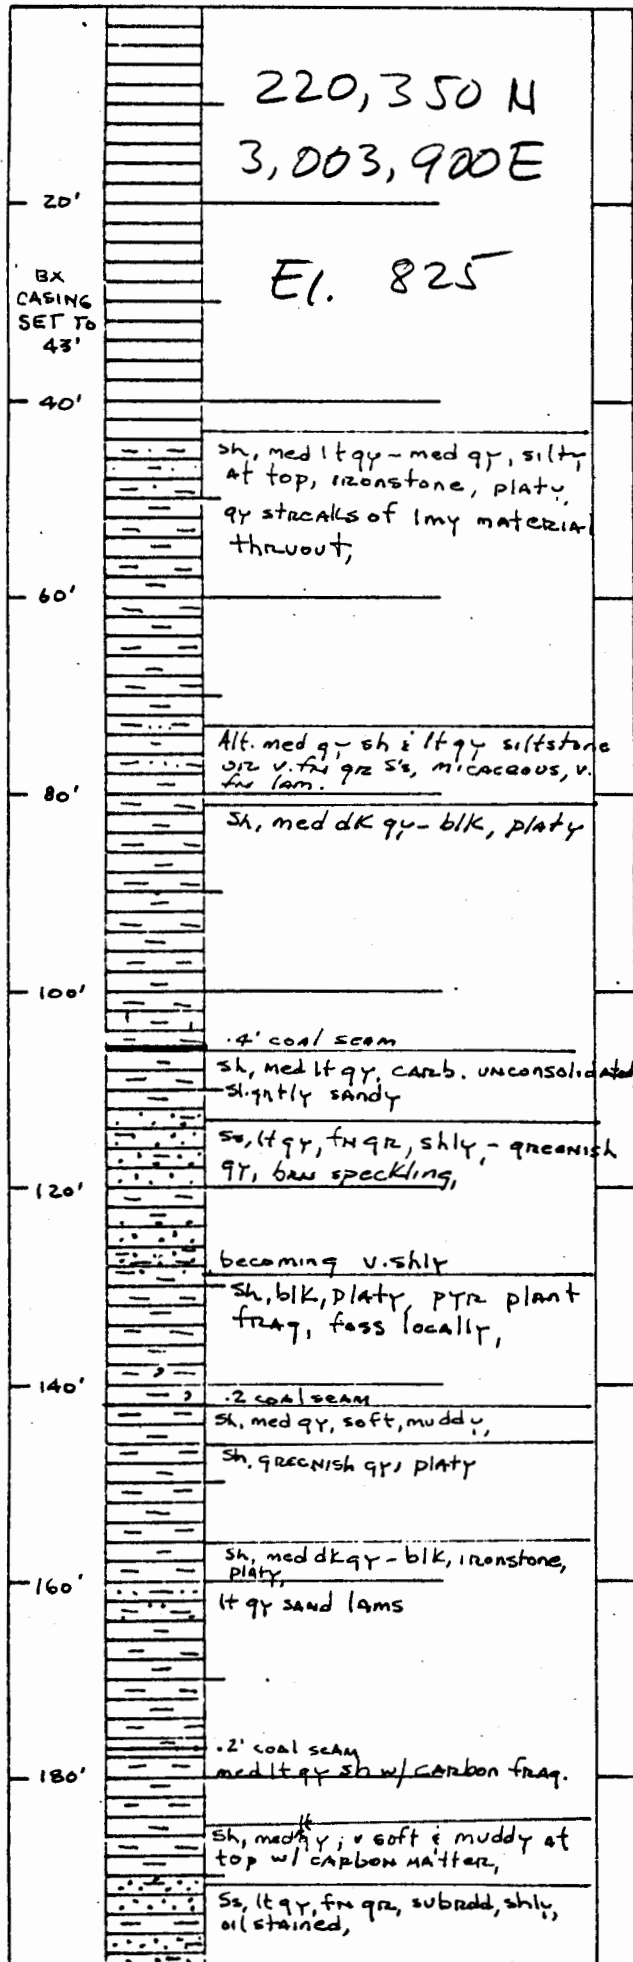 220,350 N
3,003,900E
20'
El. 825
BX
CASING
SET TO
43'
40'
Sh, med lt gy - med gy, silty
at top, ironstone, platy,
gy streaks of lmy material
thruout,
60'
Alt. med gy sh & lt gy siltstone
or v. fn gr ss, micaceous, v.
fn lam.
80'
Sh, med dk gy - blk, platy
100'
.4' coal seam
Sh, med lt gy, carb. unconsolidated
slightly sandy
Ss, lt gy, fn gr, shly, - greenish
gy, brn speckling,
120'
becoming v. shly
Sh, blk, platy, pyr plant
frag, foss locally,
140'
.2 coal seam
Sh, med gy, soft, muddy,
Sh, greenish gy, platy
Sh, med dk gy - blk, ironstone,
platy,
160'
lt gy sand lams
.2' coal seam
med lt gy sh w/ carbon frag.
180'
Sh, med lt gy; v soft & muddy at
top w/ carbon matter,
Ss, lt gy, fn gr, subrdd, shly,
oil stained,